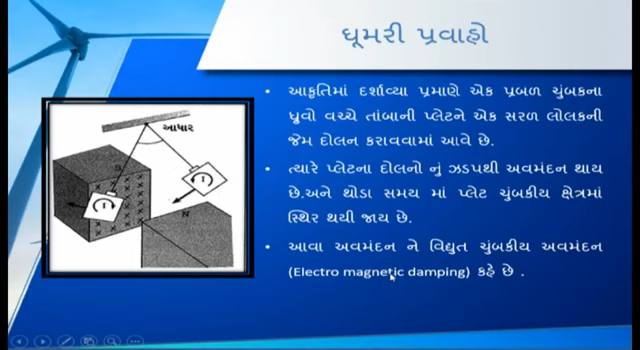 ઘૂમરી પ્રવાહો
• આકૃતિમાં દર્શાવ્યા પ્રમાણે એક પ્રબળ ચુંબકના
ધ્રુવો વચ્ચે તાંબાની પ્લેટને એક સરળ લોલકની
જેમ દોલન કરાવવામાં આવે છે.
• ત્યારે પ્લેટના દોલનો નું ઝડપથી અવમંદન થાય
છે.અને થોડા સમય માં પ્લેટ ચુંબકીય ક્ષેત્રમાં
સ્થિર થયી જાય છે.
• આવા અવમંદન ને વિદ્યુત ચુંબકીય અવમંદન
(Electro magnetic damping) કહે છે .
આધાર
N